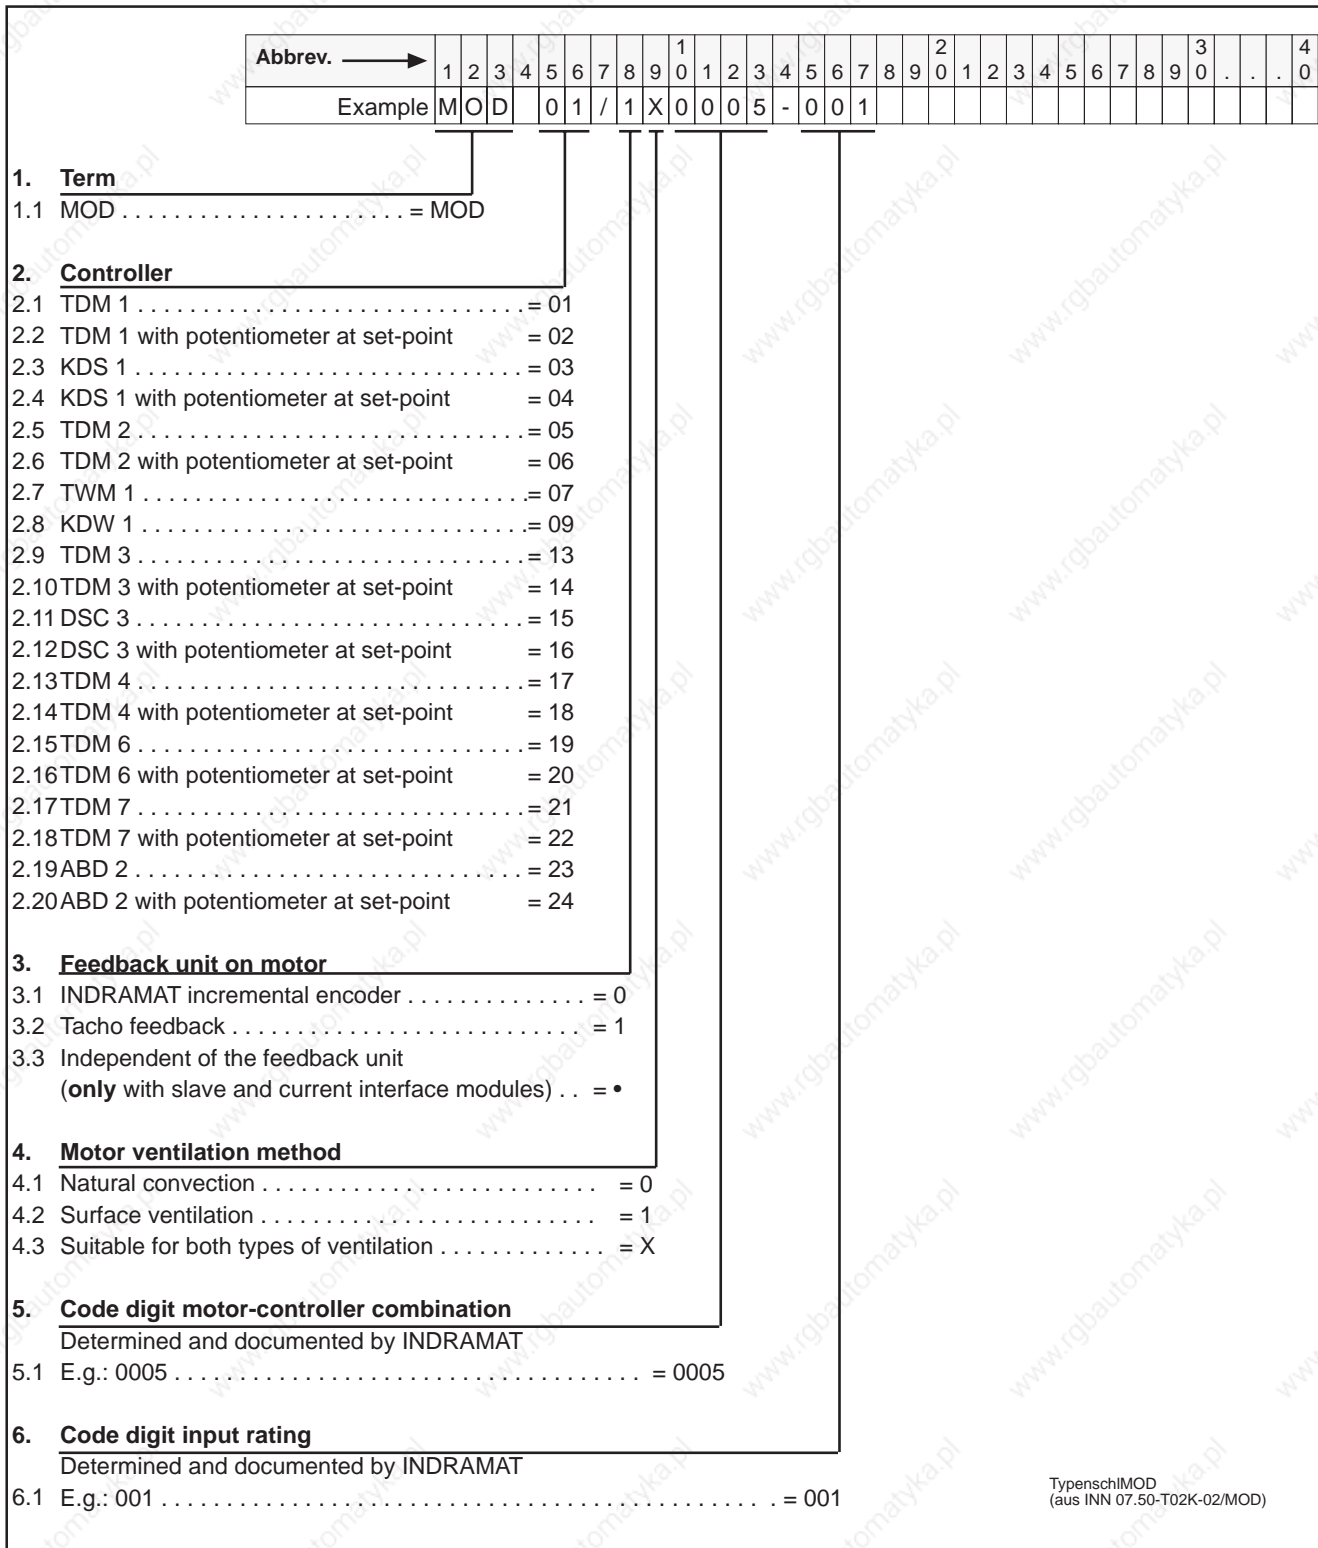 Abbrev. 1 2 3 4 5 6 7 8 9 10 1 2 3 4 5 6 7 8 9 20 1 2 3 4 5 6 7 8 9 30 . . . 40
Example M O D 0 1 / 1 X 0 0 0 5 - 0 0 1
1. Term
1.1 MOD . . . . . . . . . . . . . . . . . . . . . . = MOD
2. Controller
2.1 TDM 1 . . . . . . . . . . . . . . . . . . . . . . . . . . . . . . = 01
2.2 TDM 1 with potentiometer at set-point = 02
2.3 KDS 1 . . . . . . . . . . . . . . . . . . . . . . . . . . . . . . = 03
2.4 KDS 1 with potentiometer at set-point = 04
2.5 TDM 2 . . . . . . . . . . . . . . . . . . . . . . . . . . . . . . = 05
2.6 TDM 2 with potentiometer at set-point = 06
2.7 TWM 1 . . . . . . . . . . . . . . . . . . . . . . . . . . . . . . = 07
2.8 KDW 1 . . . . . . . . . . . . . . . . . . . . . . . . . . . . . . = 09
2.9 TDM 3 . . . . . . . . . . . . . . . . . . . . . . . . . . . . . . = 13
2.10 TDM 3 with potentiometer at set-point = 14
2.11 DSC 3 . . . . . . . . . . . . . . . . . . . . . . . . . . . . . . = 15
2.12 DSC 3 with potentiometer at set-point = 16
2.13 TDM 4 . . . . . . . . . . . . . . . . . . . . . . . . . . . . . . = 17
2.14 TDM 4 with potentiometer at set-point = 18
2.15 TDM 6 . . . . . . . . . . . . . . . . . . . . . . . . . . . . . . = 19
2.16 TDM 6 with potentiometer at set-point = 20
2.17 TDM 7 . . . . . . . . . . . . . . . . . . . . . . . . . . . . . . = 21
2.18 TDM 7 with potentiometer at set-point = 22
2.19 ABD 2 . . . . . . . . . . . . . . . . . . . . . . . . . . . . . . = 23
2.20 ABD 2 with potentiometer at set-point = 24
3. Feedback unit on motor
3.1 INDRAMAT incremental encoder . . . . . . . . . . . . . . = 0
3.2 Tacho feedback . . . . . . . . . . . . . . . . . . . . . . . . . . . = 1
3.3 Independent of the feedback unit
(only with slave and current interface modules) . . = •
4. Motor ventilation method
4.1 Natural convection . . . . . . . . . . . . . . . . . . . . . . . . . . = 0
4.2 Surface ventilation . . . . . . . . . . . . . . . . . . . . . . . . . . = 1
4.3 Suitable for both types of ventilation . . . . . . . . . . . . . = X
5. Code digit motor-controller combination
Determined and documented by INDRAMAT
5.1 E.g.: 0005 . . . . . . . . . . . . . . . . . . . . . . . . . . . . . . . . . . . . = 0005
6. Code digit input rating
Determined and documented by INDRAMAT
6.1 E.g.: 001 . . . . . . . . . . . . . . . . . . . . . . . . . . . . . . . . . . . . . . . . . . . . . . . . = 001
TypenschlMOD
(aus INN 07.50-T02K-02/MOD)
www.rgbautomatyka.pl